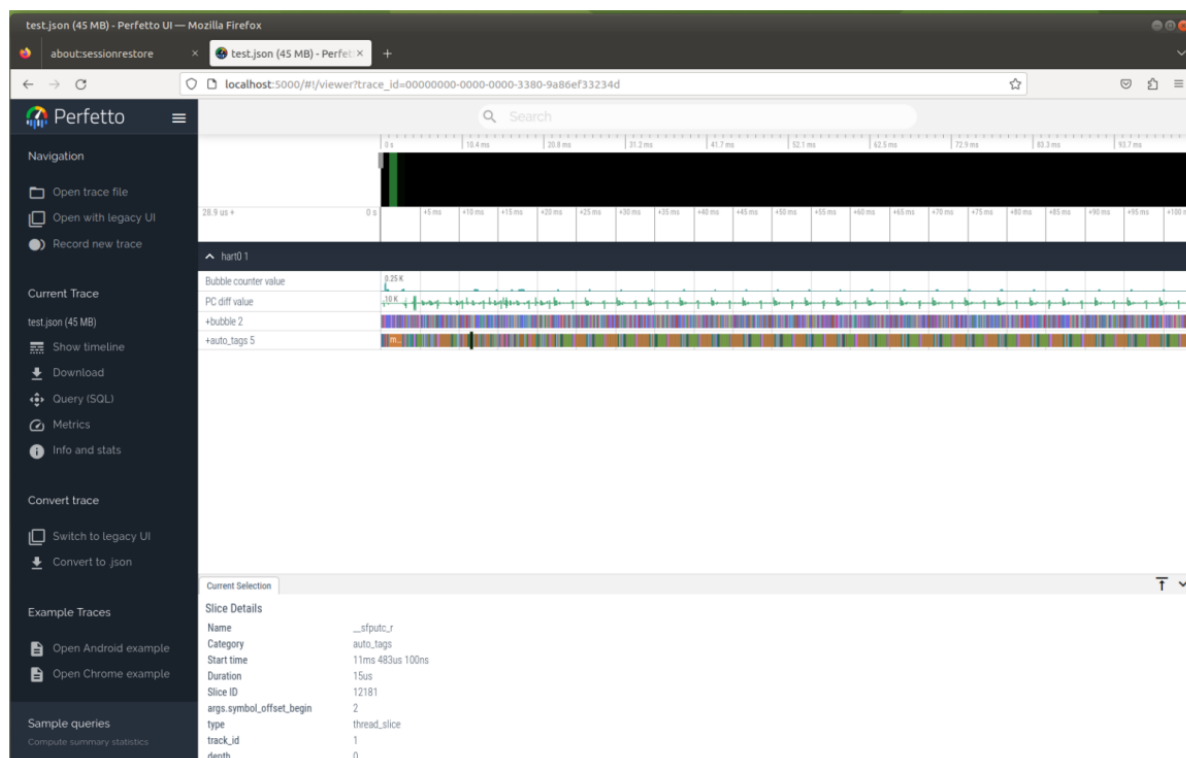 test.json (45 MB) - Perfetto UI — Mozilla Firefox
about:sessionrestore
test.json (45 MB) - Perfet
localhost:5000/#!/viewer?trace_id=00000000-0000-0000-3380-9a86ef33234d
Perfetto
Search
Navigation
Open trace file
Open with legacy UI
Record new trace
Current Trace
test.json (45 MB)
Show timeline
Download
Query (SQL)
Metrics
Info and stats
Convert trace
Switch to legacy UI
Convert to .json
Example Traces
Open Android example
Open Chrome example
Sample queries
Compute summary statistics
0 s 10.4 ms 20.8 ms 31.2 ms 41.7 ms 52.1 ms 62.5 ms 72.9 ms 83.3 ms 93.7 ms
28.9 us + 0 s +5 ms +10 ms +15 ms +20 ms +25 ms +30 ms +35 ms +40 ms +45 ms +50 ms +55 ms +60 ms +65 ms +70 ms +75 ms +80 ms +85 ms +90 ms +95 ms +100
hart0 1
Bubble counter value 0.25 K
PC diff value 10 K
+bubble 2
+auto_tags 5 m...
Current Selection
Slice Details
Name __sfputc_r
Category auto_tags
Start time 11ms 483us 100ns
Duration 15us
Slice ID 12181
args.symbol_offset_begin 2
type thread_slice
track_id 1
depth 0